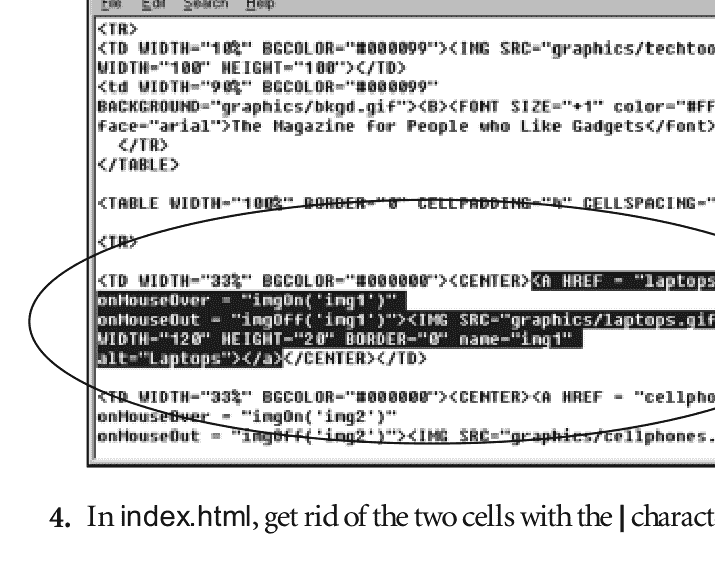 File Edit Search Help
<TR>
<TD WIDTH="10%" BGCOLOR="#000099"><IMG SRC="graphics/techtoo
WIDTH="100" HEIGHT="100"></TD>
<td WIDTH="90%" BGCOLOR="#000099"
BACKGROUND="graphics/bkgd.gif"><B><FONT SIZE="+1" color="#FF
face="arial">The Magazine for People who Like Gadgets</font>
</TR>
</TABLE>
<TABLE WIDTH="100%" BORDER="0" CELLPADDING="4" CELLSPACING="
<TR>
<TD WIDTH="33%" BGCOLOR="#000000"><CENTER><A HREF = "laptops
onMouseOver = "imgOn('img1')"
onMouseOut = "imgOff('img1')"><IMG SRC="graphics/laptops.gif
WIDTH="120" HEIGHT="20" BORDER="0" name="img1"
alt="Laptops"></a></CENTER></TD>
<TD WIDTH="33%" BGCOLOR="#000000"><CENTER><A HREF = "cellpho
onMouseOver = "imgOn('img2')"
onMouseOut = "imgOff('img2')"><IMG SRC="graphics/cellphones.
4. In index.html, get rid of the two cells with the | charact